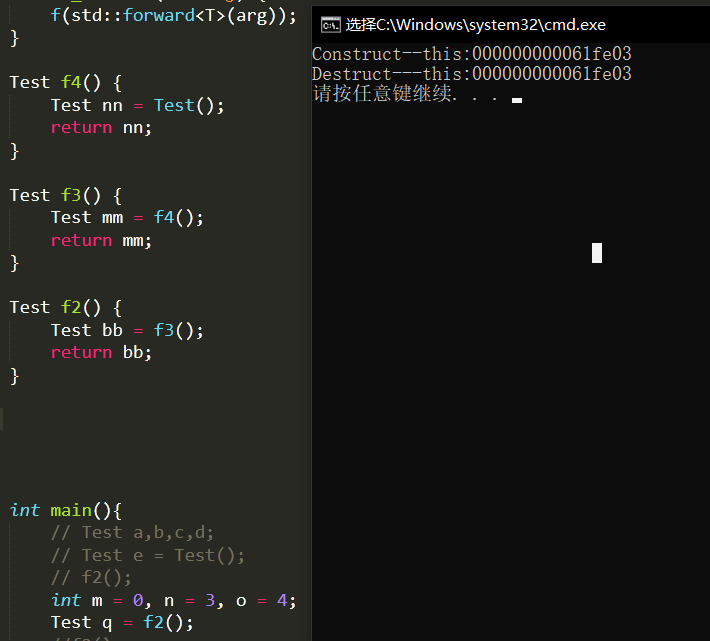 f(std::forward<T>(arg));
}
Test f4() {
Test nn = Test();
return nn;
}
Test f3() {
Test mm = f4();
return mm;
}
Test f2() {
Test bb = f3();
return bb;
}
int main(){
// Test a,b,c,d;
// Test e = Test();
// f2();
int m = 0, n = 3, o = 4;
Test q = f2();
选择C:\Windows\system32\cmd.exe
Construct--this:000000000061fe03
Destruct---this:000000000061fe03
请按任意键继续. . .